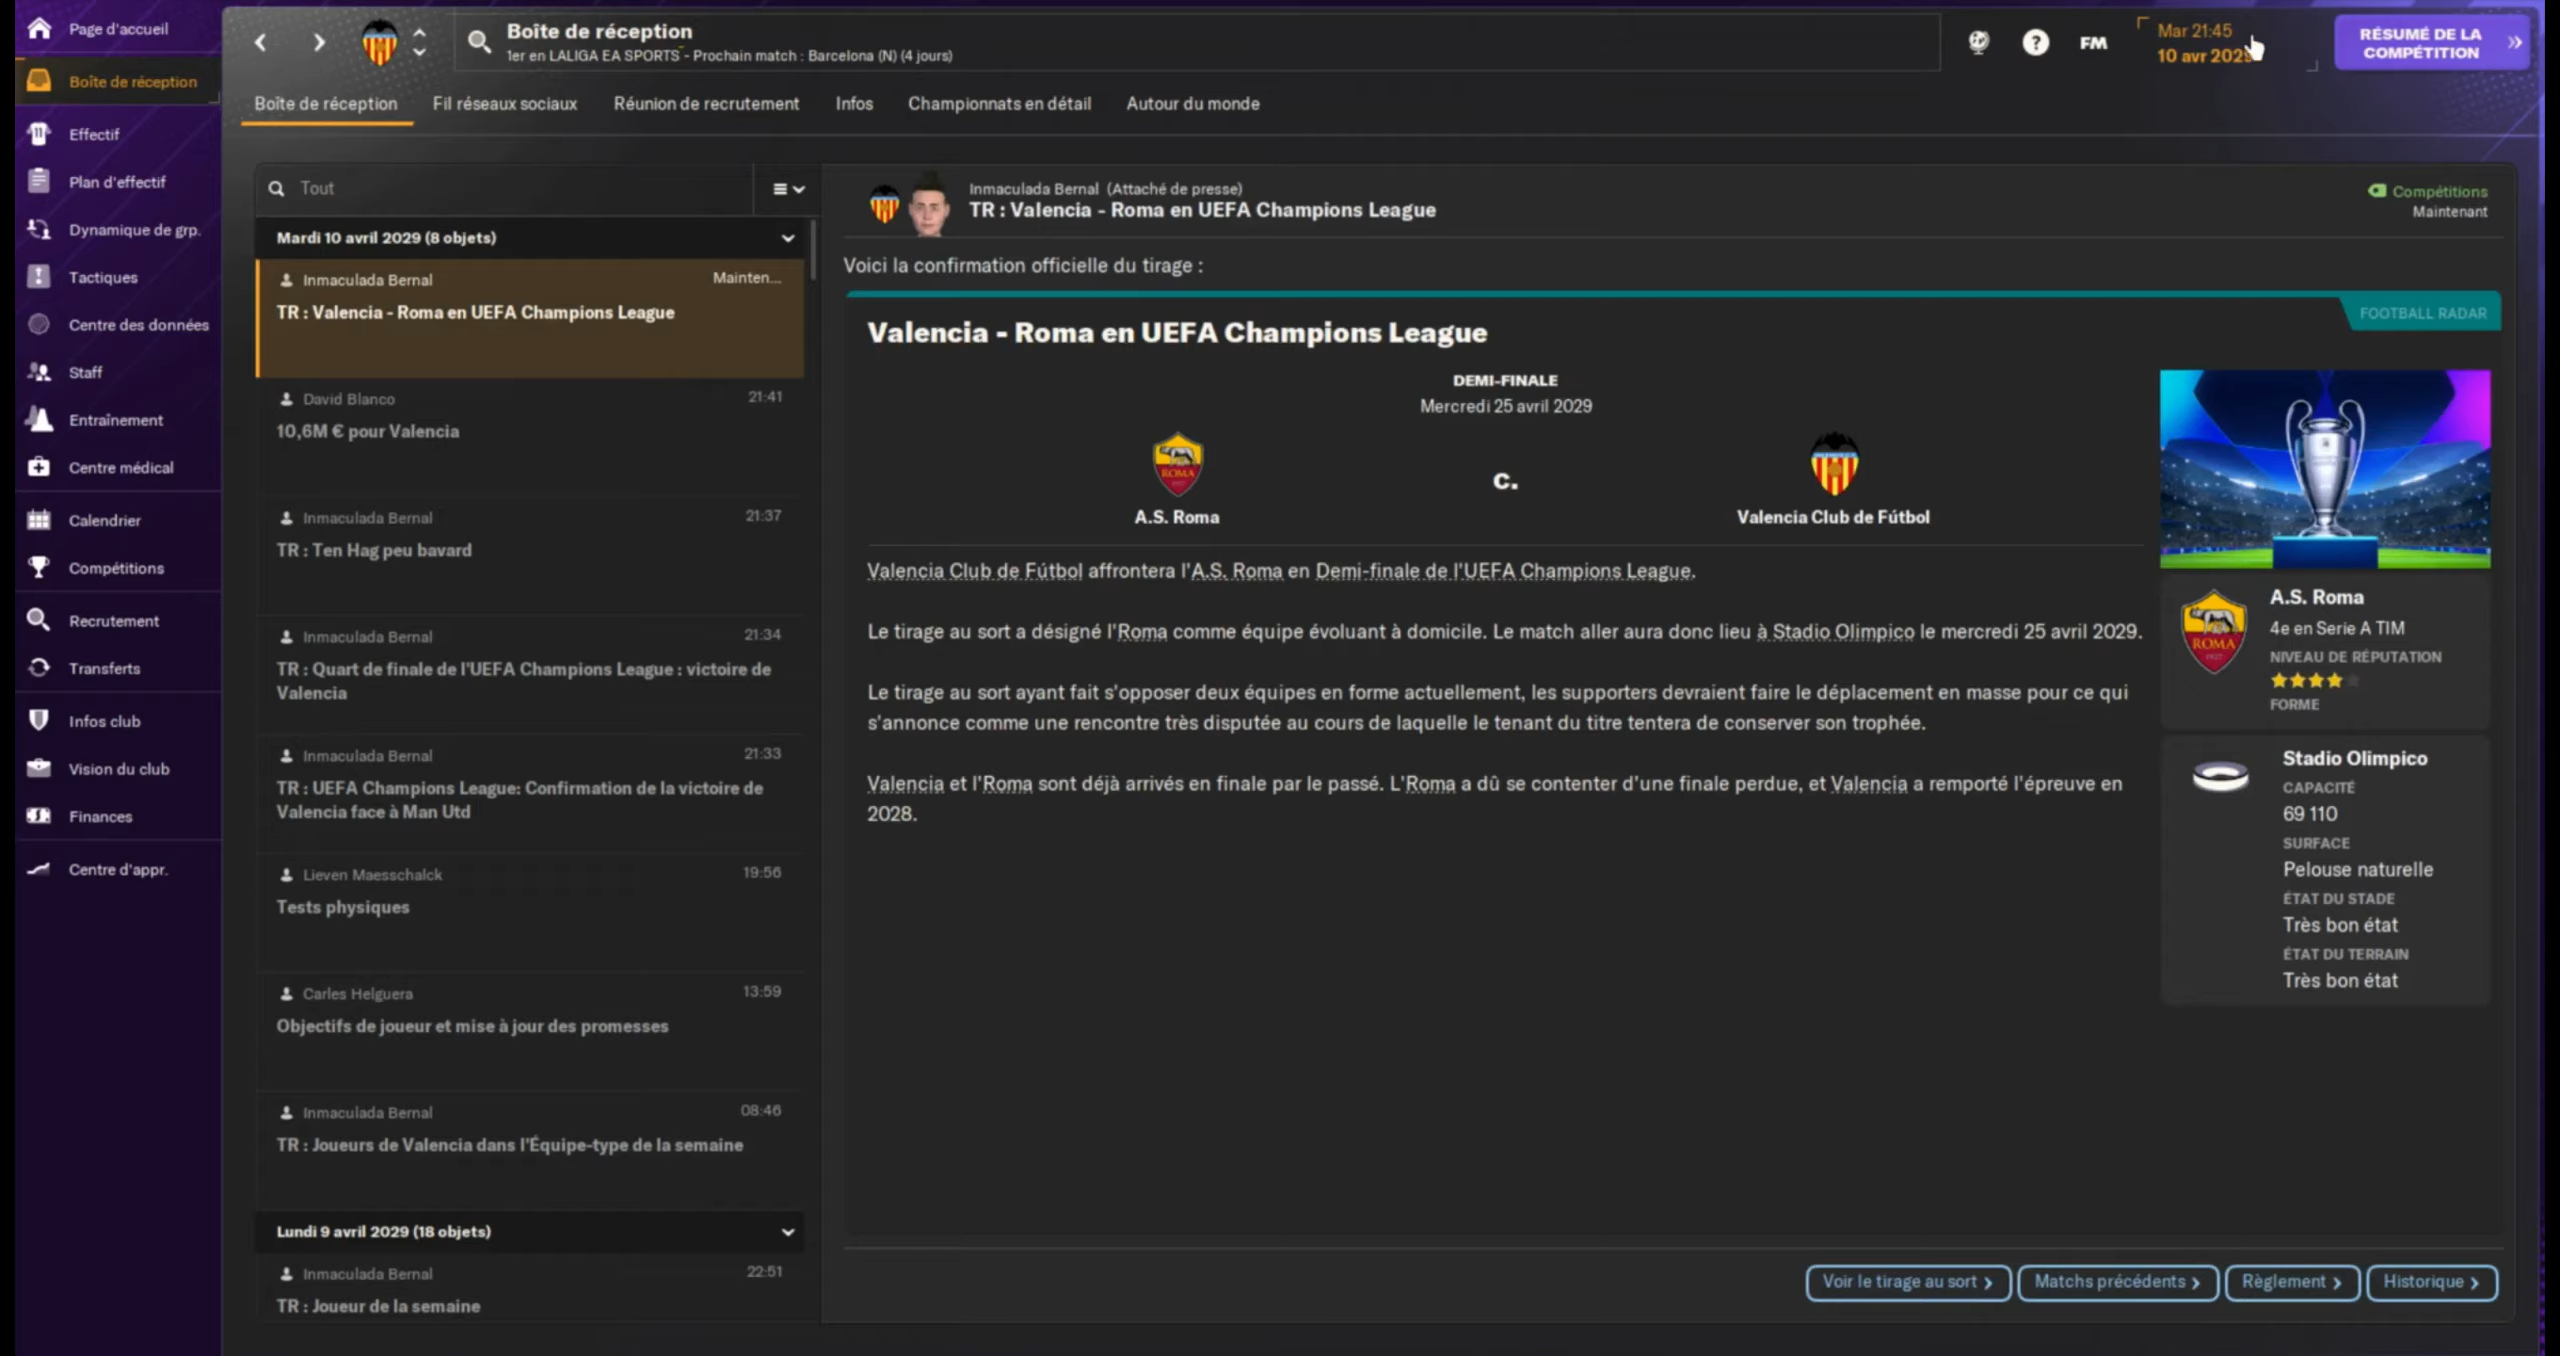 Page d'accueil
Boîte de réception
Effectif
Plan d'effectif
Dynamique de grp.
Tactiques
Centre des données
Staff
Entraînement
Centre médical
Calendrier
Compétitions
Recrutement
Transferts
Infos club
Vision du club
Finances
Centre d'appr.
Boîte de réception
1er en LALIGA EA SPORTS - Prochain match : Barcelona (N) (4 jours)
FM
Mar 21:45
10 avr 2029
RÉSUMÉ DE LA
COMPÉTITION
Boîte de réception Fil réseaux sociaux Réunion de recrutement Infos Championnats en détail Autour du monde
Tout
Mardi 10 avril 2029 (8 objets)
Inmaculada Bernal Mainten...
TR : Valencia - Roma en UEFA Champions League
David Blanco 21:41
10,6M € pour Valencia
Inmaculada Bernal 21:37
TR : Ten Hag peu bavard
Inmaculada Bernal 21:34
TR : Quart de finale de l'UEFA Champions League : victoire de
Valencia
Inmaculada Bernal 21:33
TR : UEFA Champions League: Confirmation de la victoire de
Valencia face à Man Utd
Lieven Maesschalck 19:56
Tests physiques
Carles Helguera 13:59
Objectifs de joueur et mise à jour des promesses
Inmaculada Bernal 08:46
TR : Joueurs de Valencia dans l'Équipe-type de la semaine
Lundi 9 avril 2029 (18 objets)
Inmaculada Bernal 22:51
TR : Joueur de la semaine
Inmaculada Bernal (Attaché de presse)
TR : Valencia - Roma en UEFA Champions League
Compétitions
Maintenant
Voici la confirmation officielle du tirage :
FOOTBALL RADAR
Valencia - Roma en UEFA Champions League
DEMI-FINALE
Mercredi 25 avril 2029
ROMA
c.
A.S. Roma Valencia Club de Fútbol
Valencia Club de Fútbol affrontera l'A.S. Roma en Demi-finale de l'UEFA Champions League.
Le tirage au sort a désigné l'Roma comme équipe évoluant à domicile. Le match aller aura donc lieu à Stadio Olimpico le mercredi 25 avril 2029.
Le tirage au sort ayant fait s'opposer deux équipes en forme actuellement, les supporters devraient faire le déplacement en masse pour ce qui
s'annonce comme une rencontre très disputée au cours de laquelle le tenant du titre tentera de conserver son trophée.
Valencia et l'Roma sont déjà arrivés en finale par le passé. L'Roma a dû se contenter d'une finale perdue, et Valencia a remporté l'épreuve en
2028.
ROMA
1927
A.S. Roma
4e en Serie A TIM
NIVEAU DE RÉPUTATION
FORME
Stadio Olimpico
CAPACITÉ
69 110
SURFACE
Pelouse naturelle
ÉTAT DU STADE
Très bon état
ÉTAT DU TERRAIN
Très bon état
Voir le tirage au sort Matchs précédents Règlement Historique